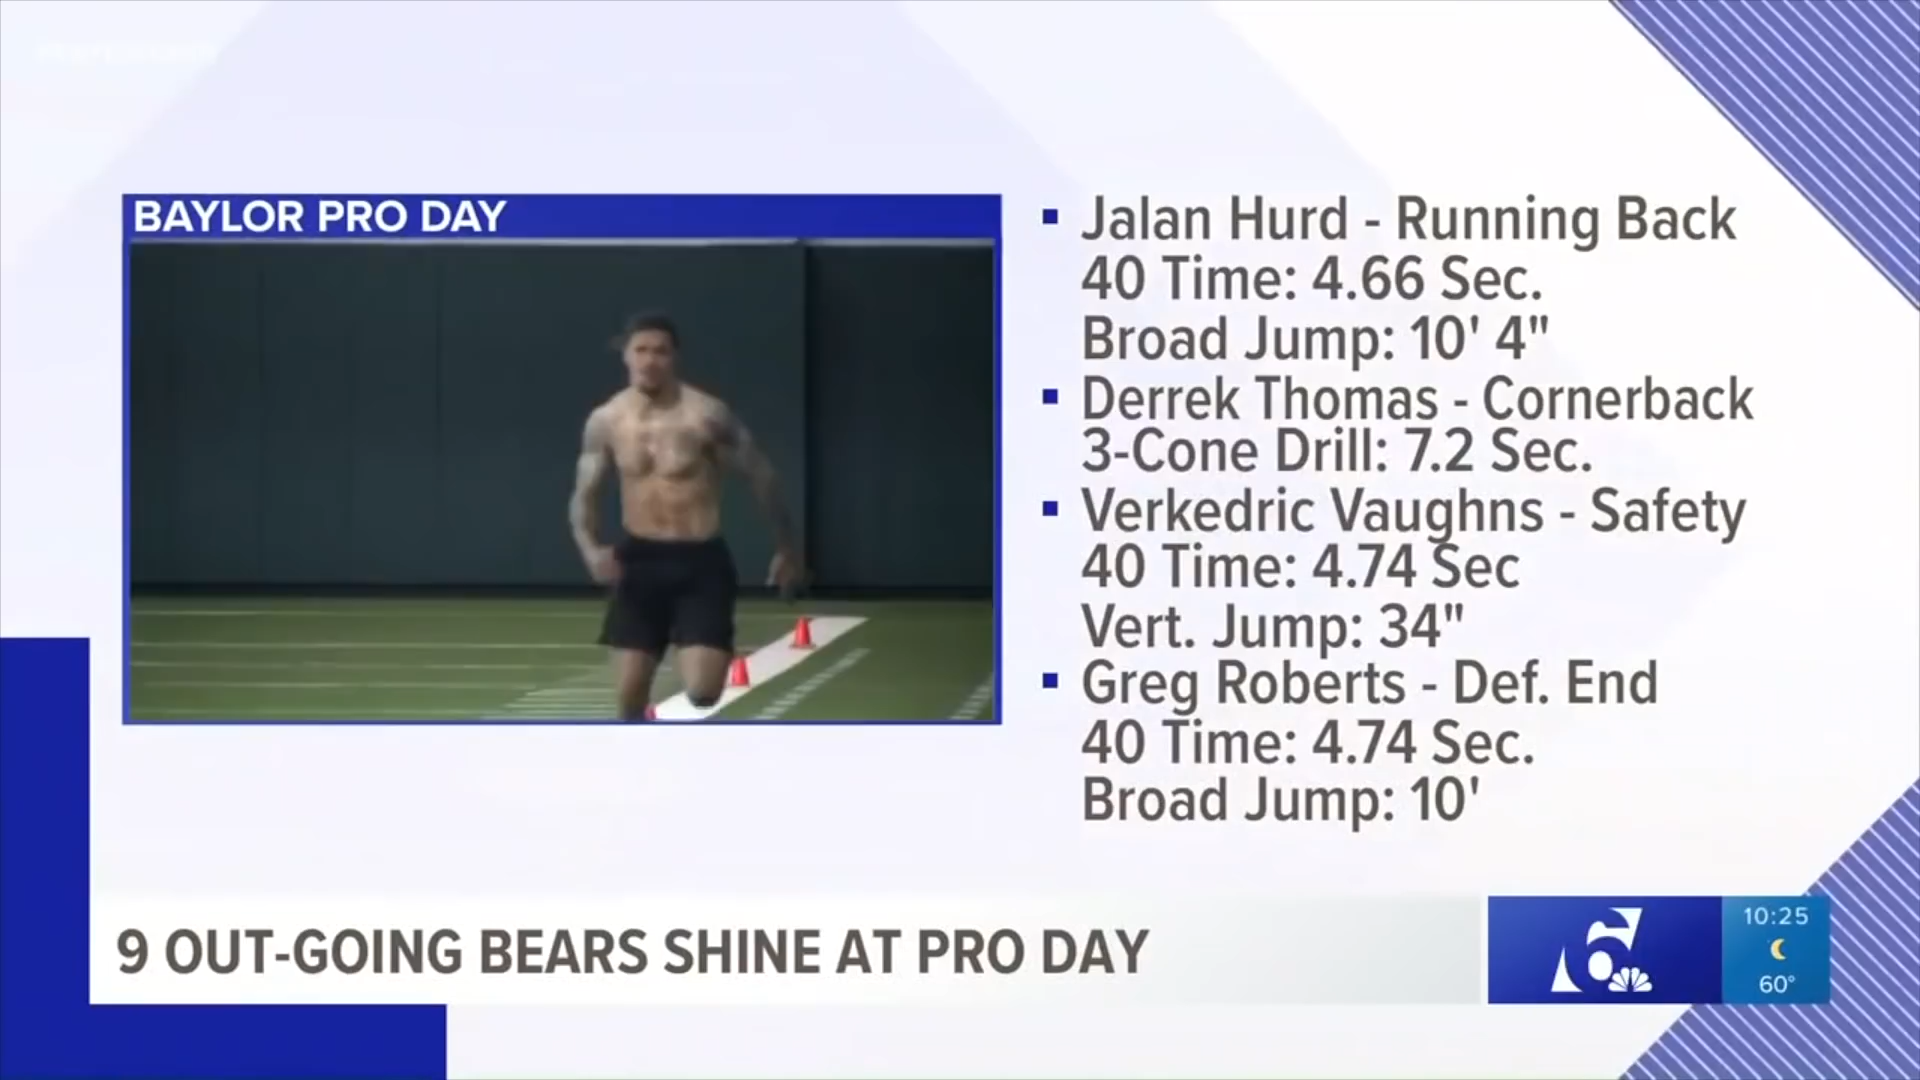 BAYLOR PRO DAY
Jalan Hurd - Running Back
40 Time: 4.66 Sec.
Broad Jump: 10' 4"
Derrek Thomas - Cornerback
3-Cone Drill: 7.2 Sec.
Verkedric Vaughns - Safety
40 Time: 4.74 Sec
Vert. Jump: 34"
Greg Roberts - Def. End
40 Time: 4.74 Sec.
Broad Jump: 10'
9 OUT-GOING BEARS SHINE AT PRO DAY
6
10:25
60°